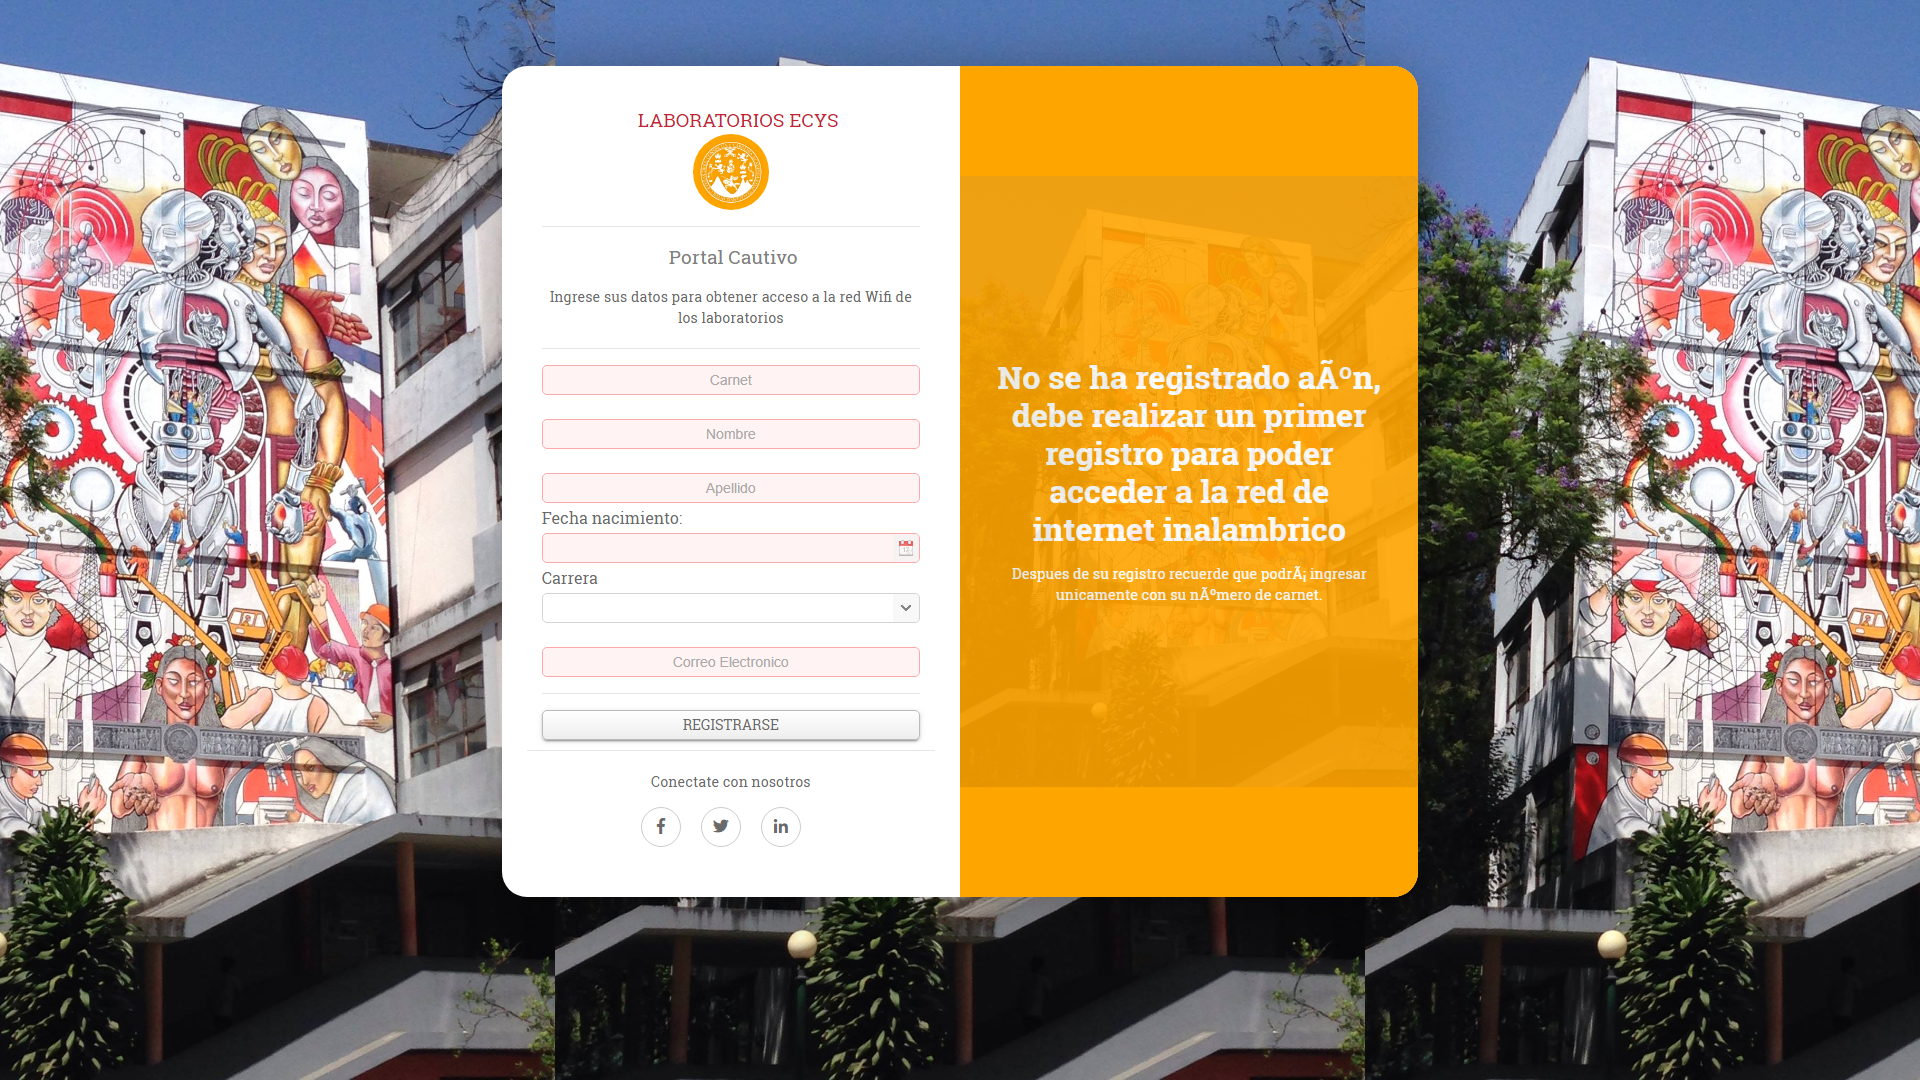 LABORATORIOS ECYS
Portal Cautivo
Ingrese sus datos para obtener acceso a la red Wifi de
los laboratorios
Carnet
Nombre
Apellido
Fecha nacimiento:
Carrera
Correo Electronico
REGISTRARSE
Conectate con nosotros
No se ha registrado aÃºn,
debe realizar un primer
registro para poder
acceder a la red de
internet inalambrico
Despues de su registro recuerde que podrÃ¡ ingresar
unicamente con su nÃºmero de carnet.